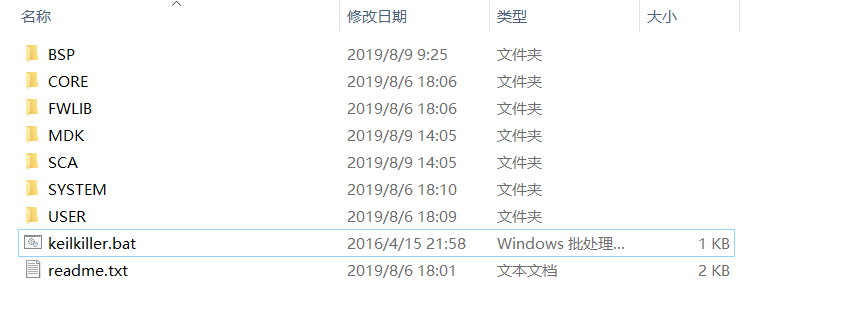 名称 修改日期 类型 大小
BSP 2019/8/9 9:25 文件夹
CORE 2019/8/6 18:06 文件夹
FWLIB 2019/8/6 18:06 文件夹
MDK 2019/8/9 14:05 文件夹
SCA 2019/8/9 14:05 文件夹
SYSTEM 2019/8/6 18:10 文件夹
USER 2019/8/6 18:09 文件夹
keilkiller.bat 2016/4/15 21:58 Windows 批处理... 1 KB
readme.txt 2019/8/6 18:01 文本文档 2 KB